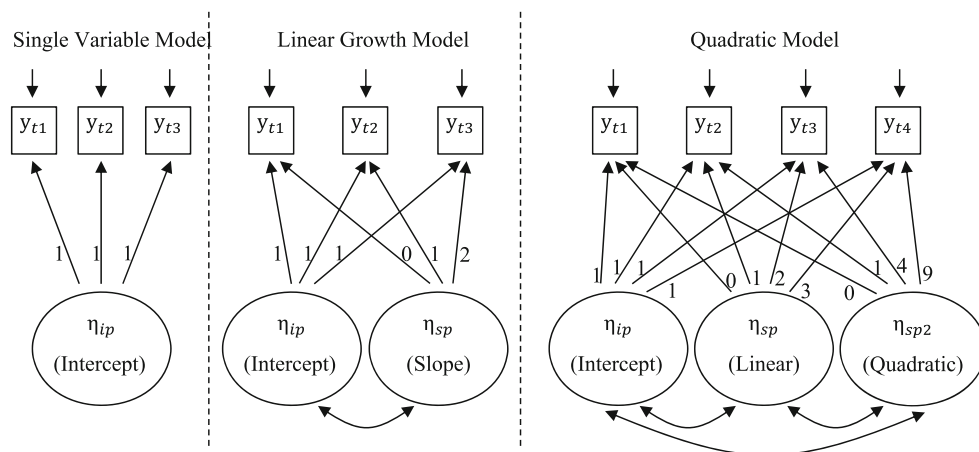 Single Variable Model
y_{t1} y_{t2} y_{t3}
1 1 1
η_{ip}
(Intercept)
Linear Growth Model
y_{t1} y_{t2} y_{t3}
1 1 1 0 1 2
η_{ip} η_{sp}
(Intercept) (Slope)
Quadratic Model
y_{t1} y_{t2} y_{t3} y_{t4}
1 1 1 1 0 1 2 3 0 1 4 9
η_{ip} η_{sp} η_{sp2}
(Intercept) (Linear) (Quadratic)